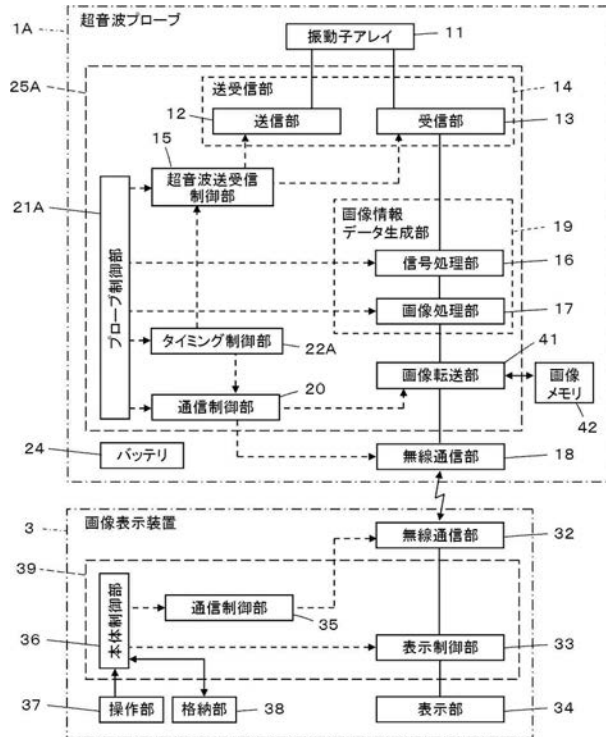 1A
超音波プローブ
振動子アレイ
11
25A
送受信部
14
12
送信部
受信部
13
15
超音波送受信
制御部
21A
プローブ制御部
画像情報
データ生成部
19
信号処理部
16
画像処理部
17
タイミング制御部
22A
41
画像転送部
画像
メモリ
42
20
通信制御部
24
バッテリ
無線通信部
18
3
画像表示装置
無線通信部
32
39
本体制御部
通信制御部
35
36
表示制御部
33
37
操作部
格納部
38
表示部
34